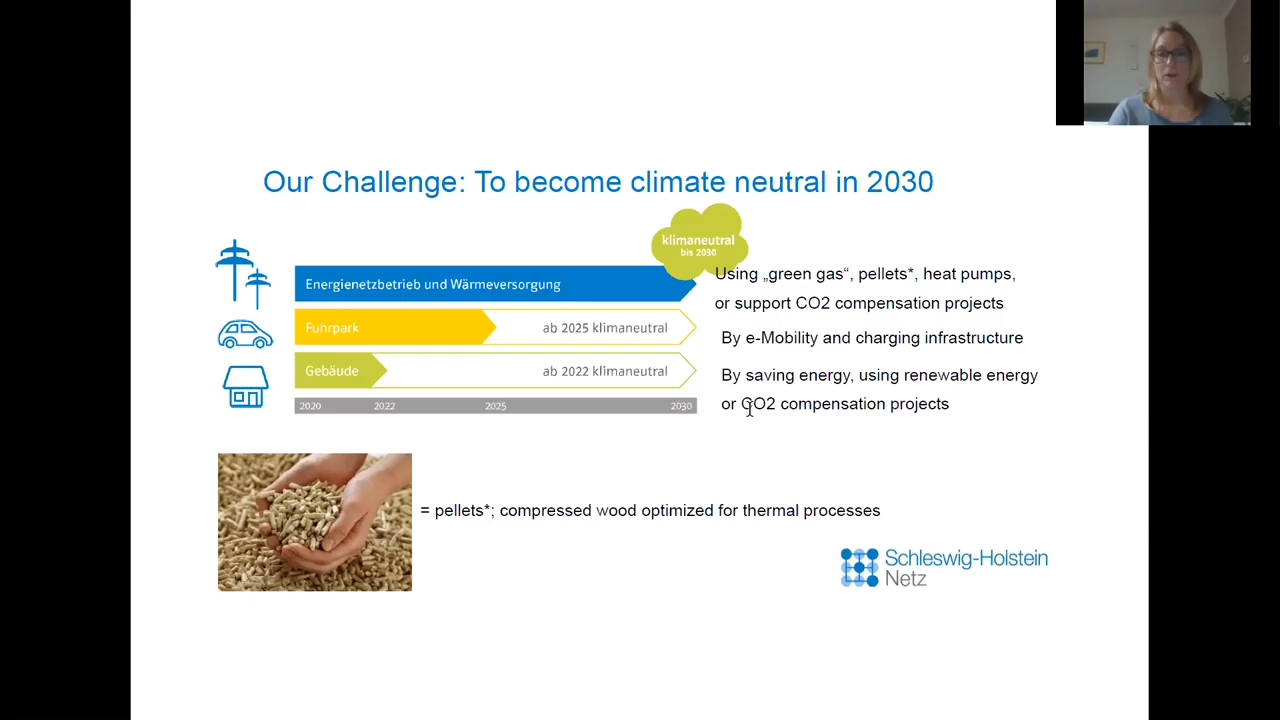 Our Challenge: To become climate neutral in 2030
klimaneutral
bis 2030
Energienetzbetrieb und Wärmeversorgung
Using „green gas“, pellets*, heat pumps,
or support CO2 compensation projects
Fuhrpark
ab 2025 klimaneutral
By e-Mobility and charging infrastructure
Gebäude
ab 2022 klimaneutral
By saving energy, using renewable energy
or CO2 compensation projects
2020 2022 2025 2030
= pellets*; compressed wood optimized for thermal processes
Schleswig-Holstein
Netz